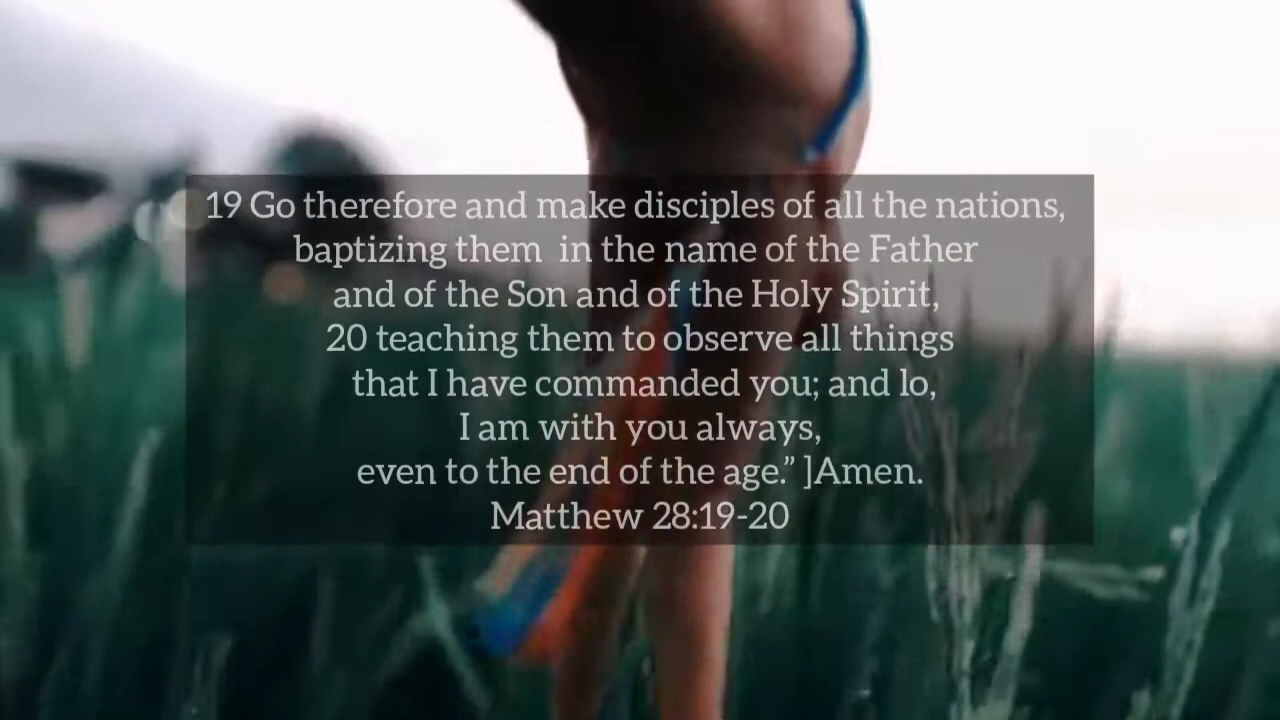 19 Go therefore and make disciples of all the nations,
baptizing them  in the name of the Father
and of the Son and of the Holy Spirit,
20 teaching them to observe all things
that I have commanded you; and lo,
I am with you always,
even to the end of the age.” ]Amen.
Matthew 28:19-20